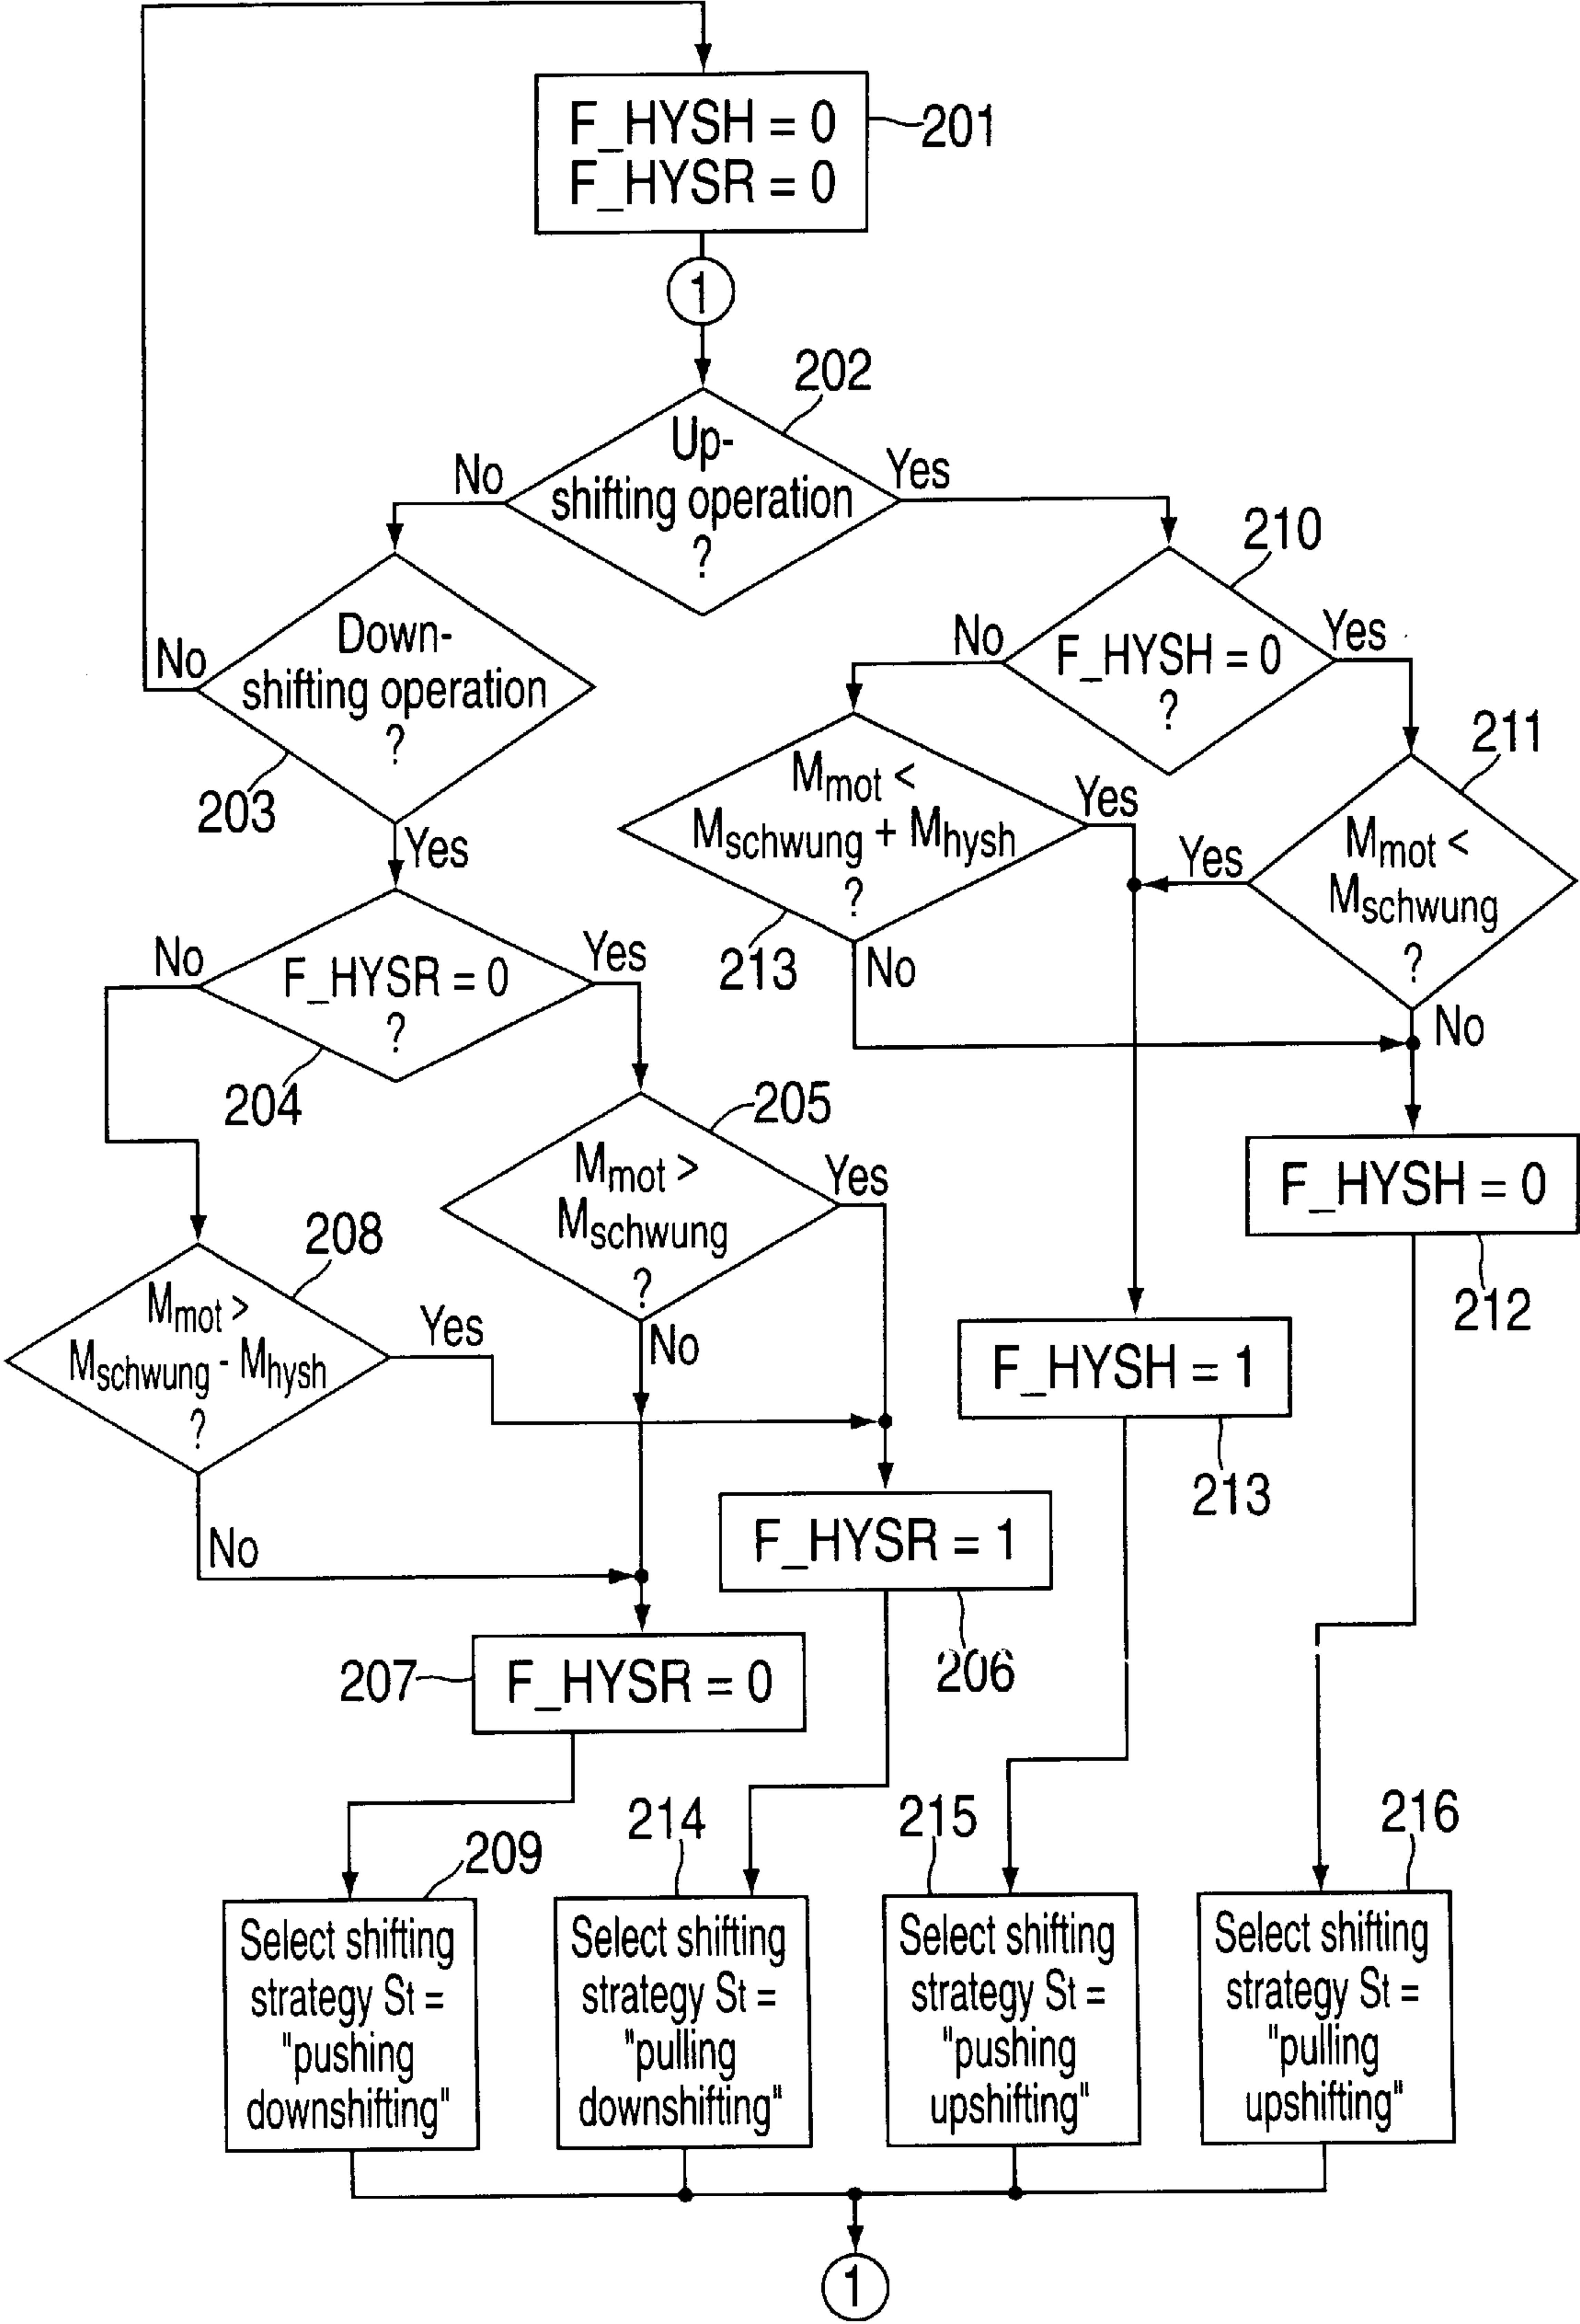 F_HYSH = 0
F_HYSR = 0
201
1
202
Up-
shifting operation
?
No
Yes
210
F_HYSH = 0
?
No
Yes
Down-
shifting operation
?
No
203
Yes
211
Mmot <
Mschwung
?
Yes
No
Mmot <
Mschwung + Mhysh
?
Yes
213
No
F_HYSR = 0
?
No
Yes
204
205
Mmot >
Mschwung
?
Yes
No
F_HYSH = 0
212
208
Mmot >
Mschwung - Mhysh
?
Yes
No
F_HYSH = 1
213
F_HYSR = 1
206
207
F_HYSR = 0
209
Select shifting
strategy St =
"pushing
downshifting"
214
Select shifting
strategy St =
"pulling
downshifting"
215
Select shifting
strategy St =
"pushing
upshifting"
216
Select shifting
strategy St =
"pulling
upshifting"
1